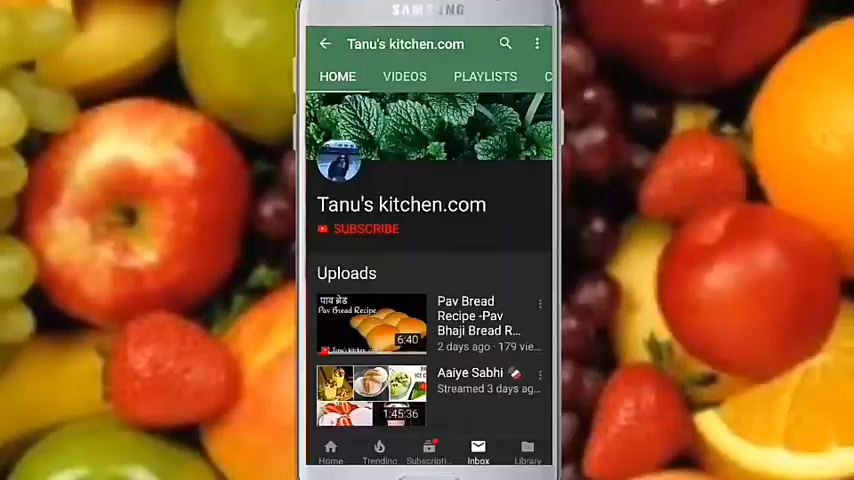 SAMSUNG
Tanu's kitchen.com
HOME VIDEOS PLAYLISTS C
Tanu's kitchen.com
SUBSCRIBE
Uploads
पाव ब्रेड
Pav Bread Recipe
6:40
Pav Bread
Recipe -Pav
Bhaji Bread R...
2 days ago · 179 vie...
Aaiye Sabhi
Streamed 3 days ag...
1:45:36
Home Trending Subscripti... Inbox Library